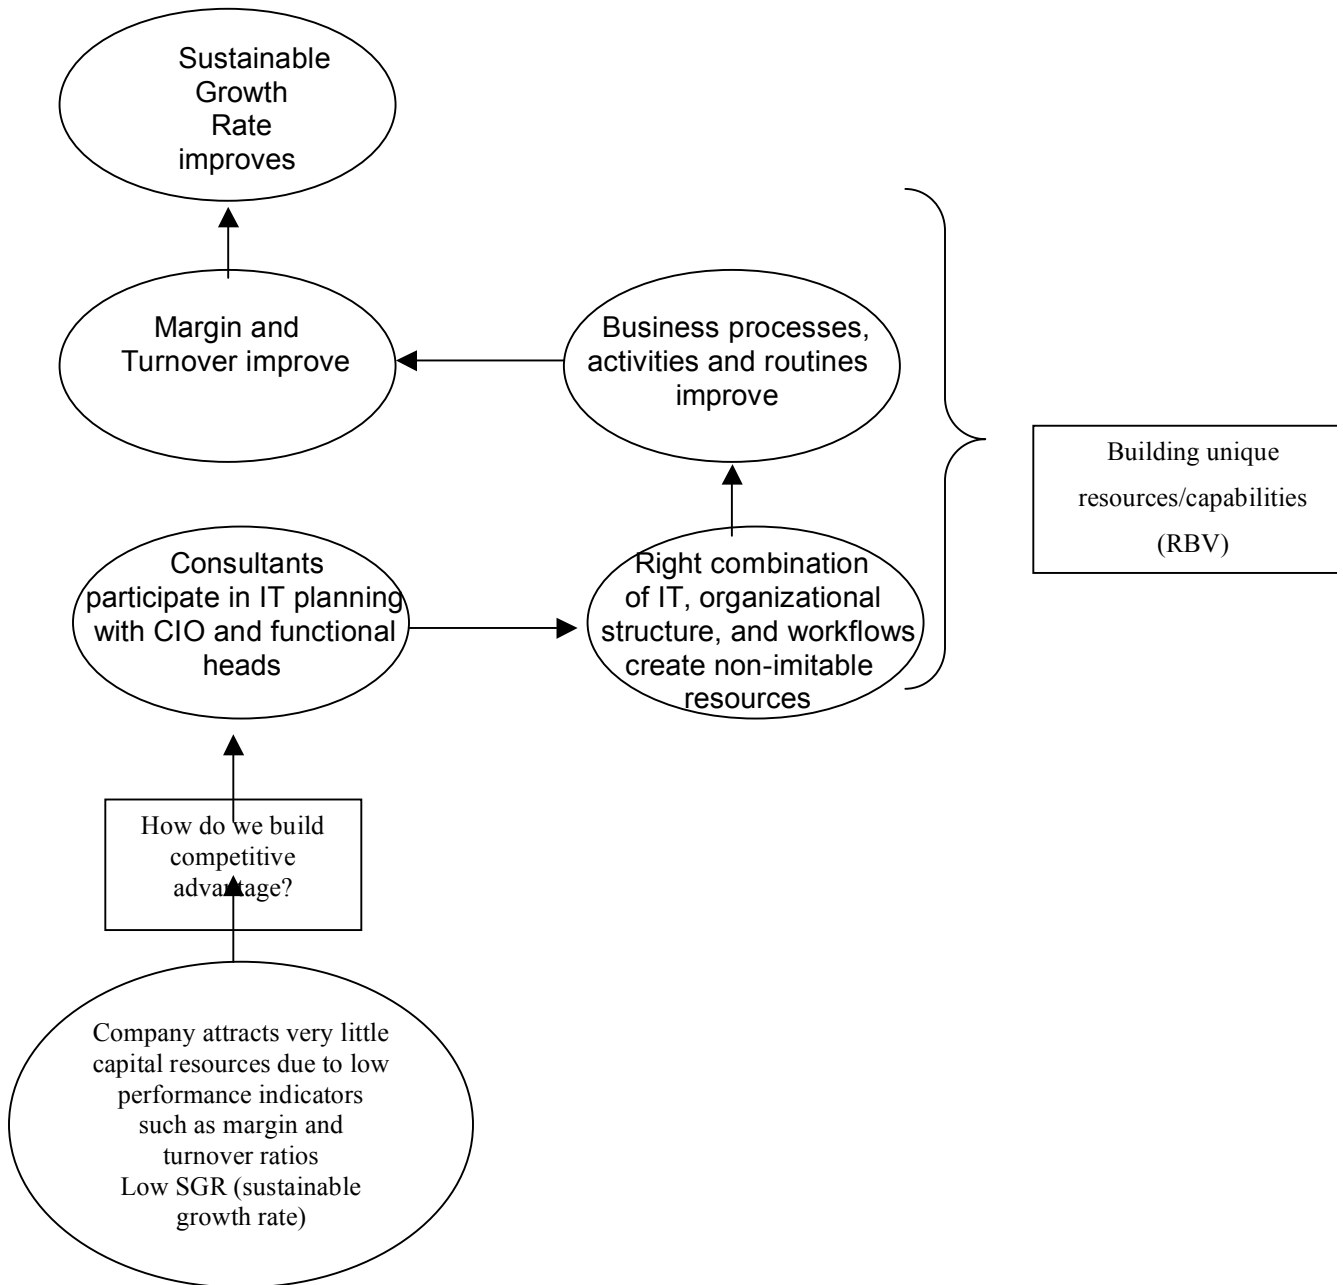 Sustainable
Growth
Rate
improves
Margin and
Turnover improve
Business processes,
activities and routines
improve
Building unique
resources/capabilities
(RBV)
Consultants
participate in IT planning
with CIO and functional
heads
Right combination
of IT, organizational
structure, and workflows
create non-imitable
resources
How do we build
competitive
advantage?
Company attracts very little
capital resources due to low
performance indicators
such as margin and
turnover ratios
Low SGR (sustainable
growth rate)